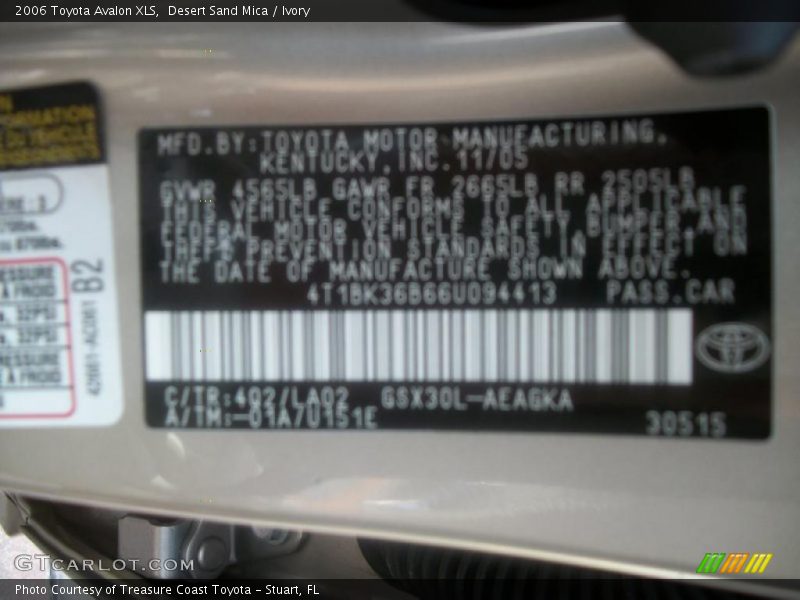 2006 Toyota Avalon XLS,  Desert Sand Mica / Ivory
MFD.BY:TOYOTA MOTOR MANUFACTURING,
KENTUCKY,INC.11/05
GVWR 4565LB GAWR FR 2665LB RR 2505LB
THIS VEHICLE CONFORMS TO ALL APPLICABLE
FEDERAL MOTOR VEHICLE SAFETY,BUMPER,AND
THEFT PREVENTION STANDARDS IN EFFECT ON
THE DATE OF MANUFACTURE SHOWN ABOVE.
4T1BK36B66U094413 PASS.CAR
C/TR:4Q2/LA02 GSX30L-AEAGKA
A/TM:-01A/U151E
30515
PRESSURE
B2
PRESSURE
GTCARLOT.COM
Photo Courtesy of Treasure Coast Toyota - Stuart, FL